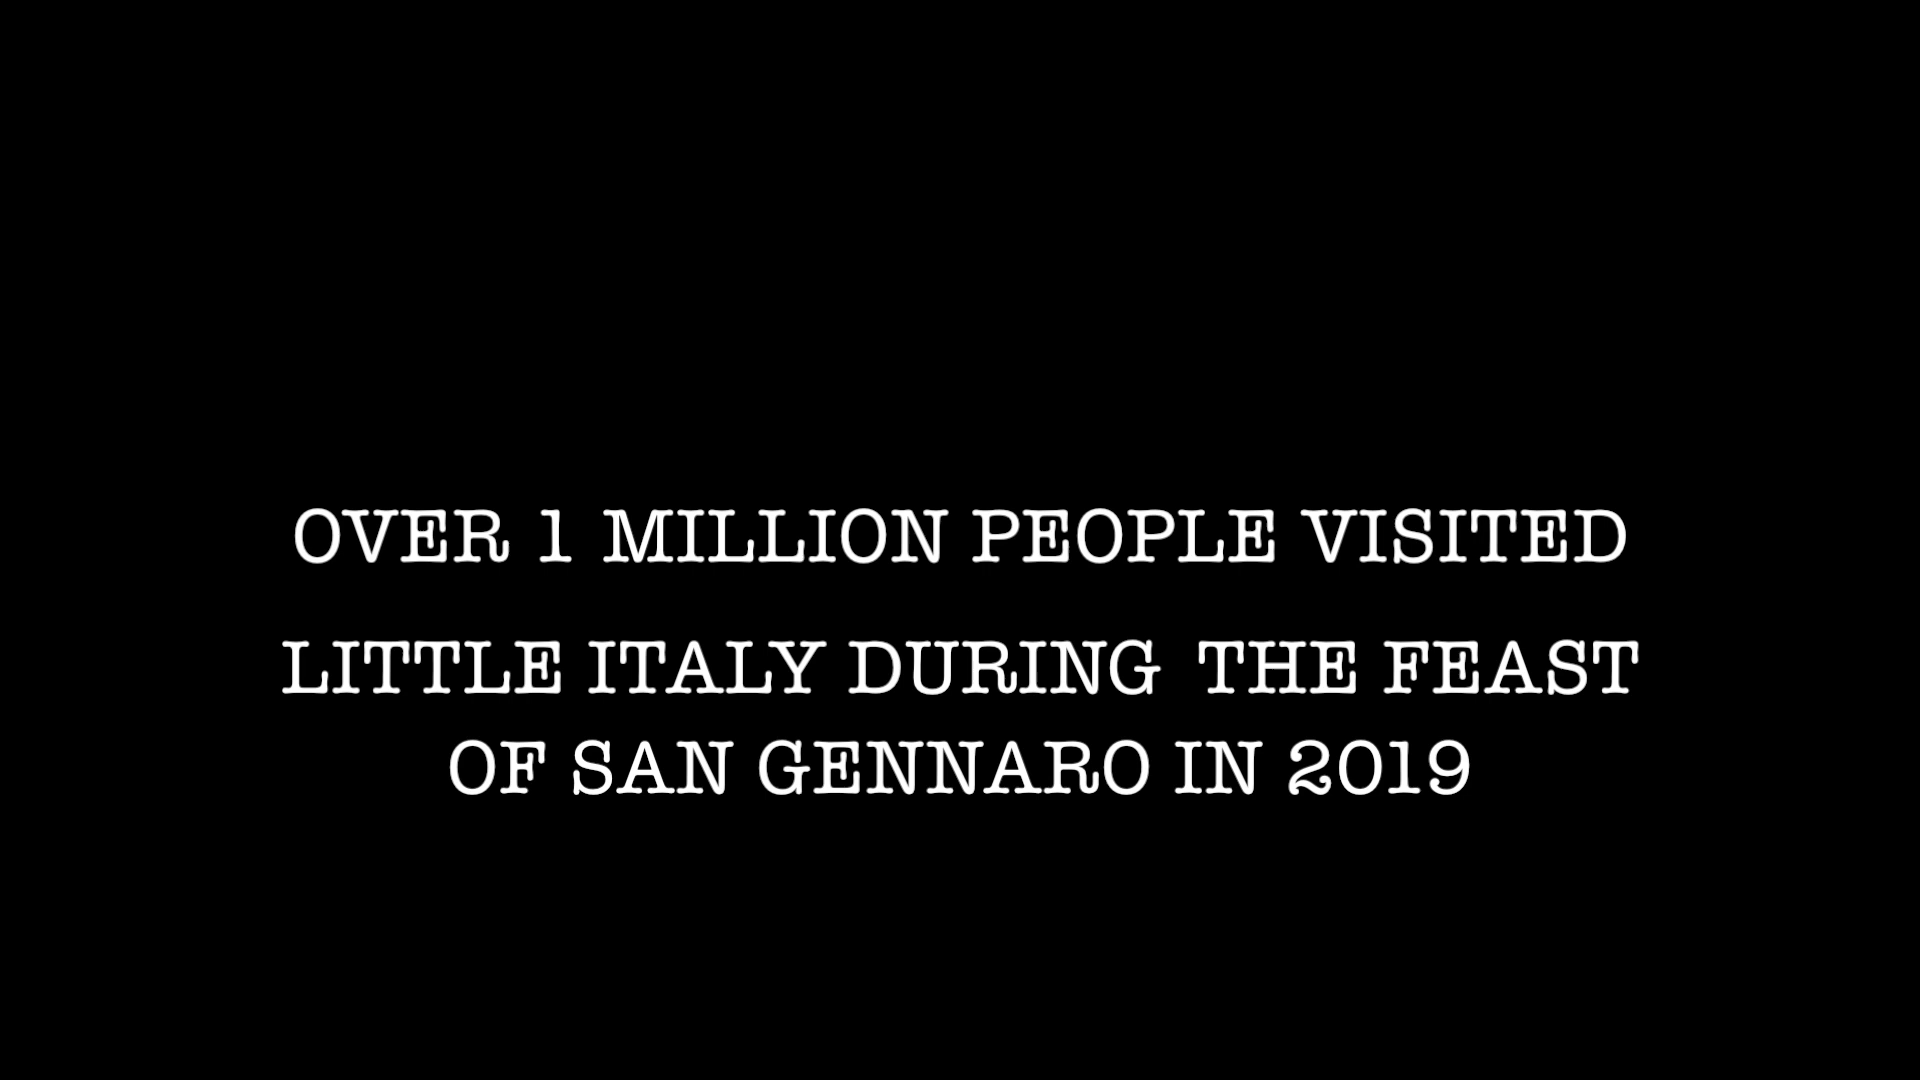 OVER 1 MILLION PEOPLE VISITED
LITTLE ITALY DURING  THE FEAST
OF SAN GENNARO IN 2019